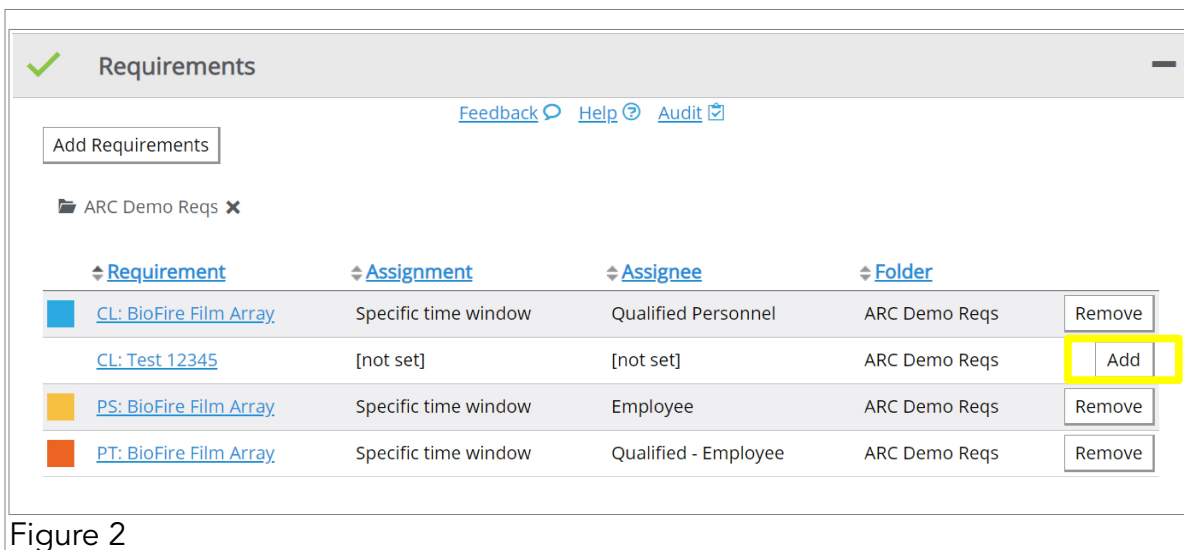 Requirements
Feedback Help Audit
Add Requirements
ARC Demo Reqs
Requirement Assignment Assignee Folder
CL: BioFire Film Array Specific time window Qualified Personnel ARC Demo Reqs Remove
CL: Test 12345 [not set] [not set] ARC Demo Reqs Add
PS: BioFire Film Array Specific time window Employee ARC Demo Reqs Remove
PT: BioFire Film Array Specific time window Qualified - Employee ARC Demo Reqs Remove
Figure 2